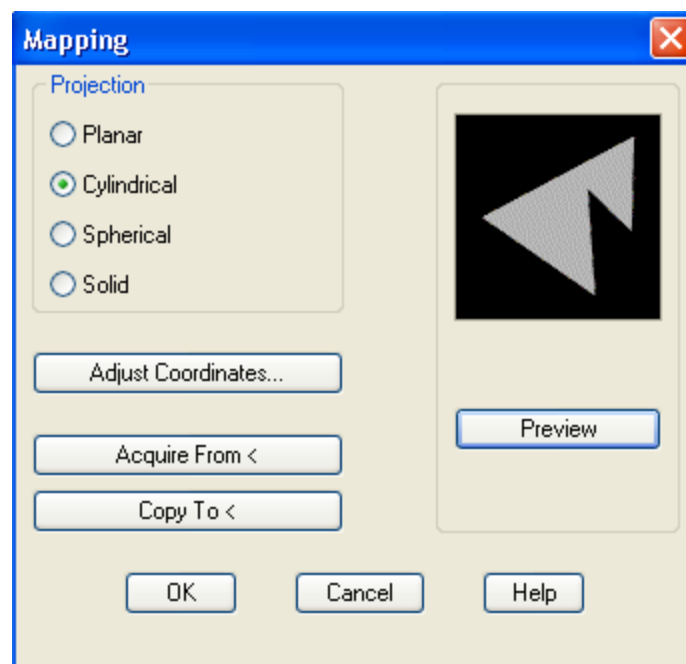 Mapping
Projection
Planar
Cylindrical
Spherical
Solid
Adjust Coordinates...
Acquire From <
Copy To <
Preview
OK
Cancel
Help